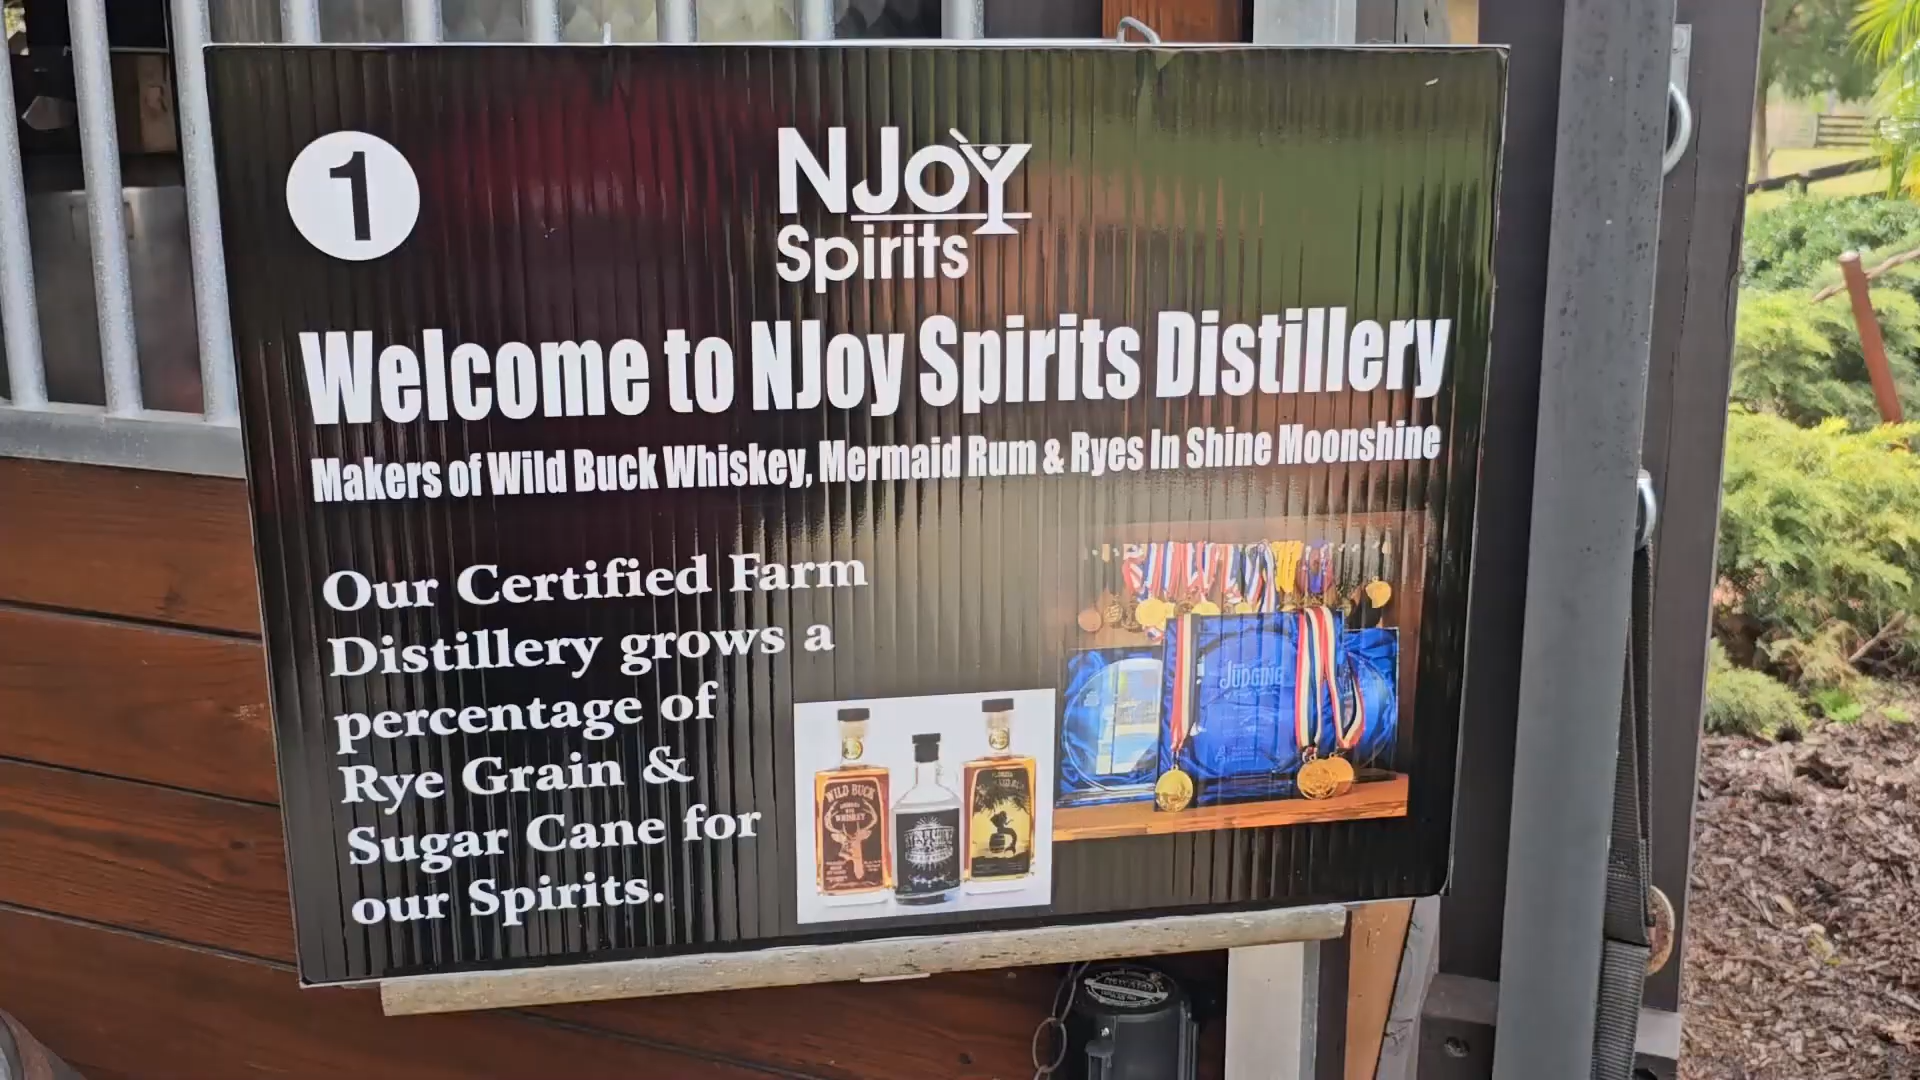 1
NJoy
Spirits
Welcome to NJoy Spirits Distillery
Makers of Wild Buck Whiskey, Mermaid Rum & Ryes In Shine Moonshine
Our Certified Farm
Distillery grows a
percentage of
Rye Grain &
Sugar Cane for
our Spirits.
JUDGING
WILD BUCK
WHISKEY
FLORIDA